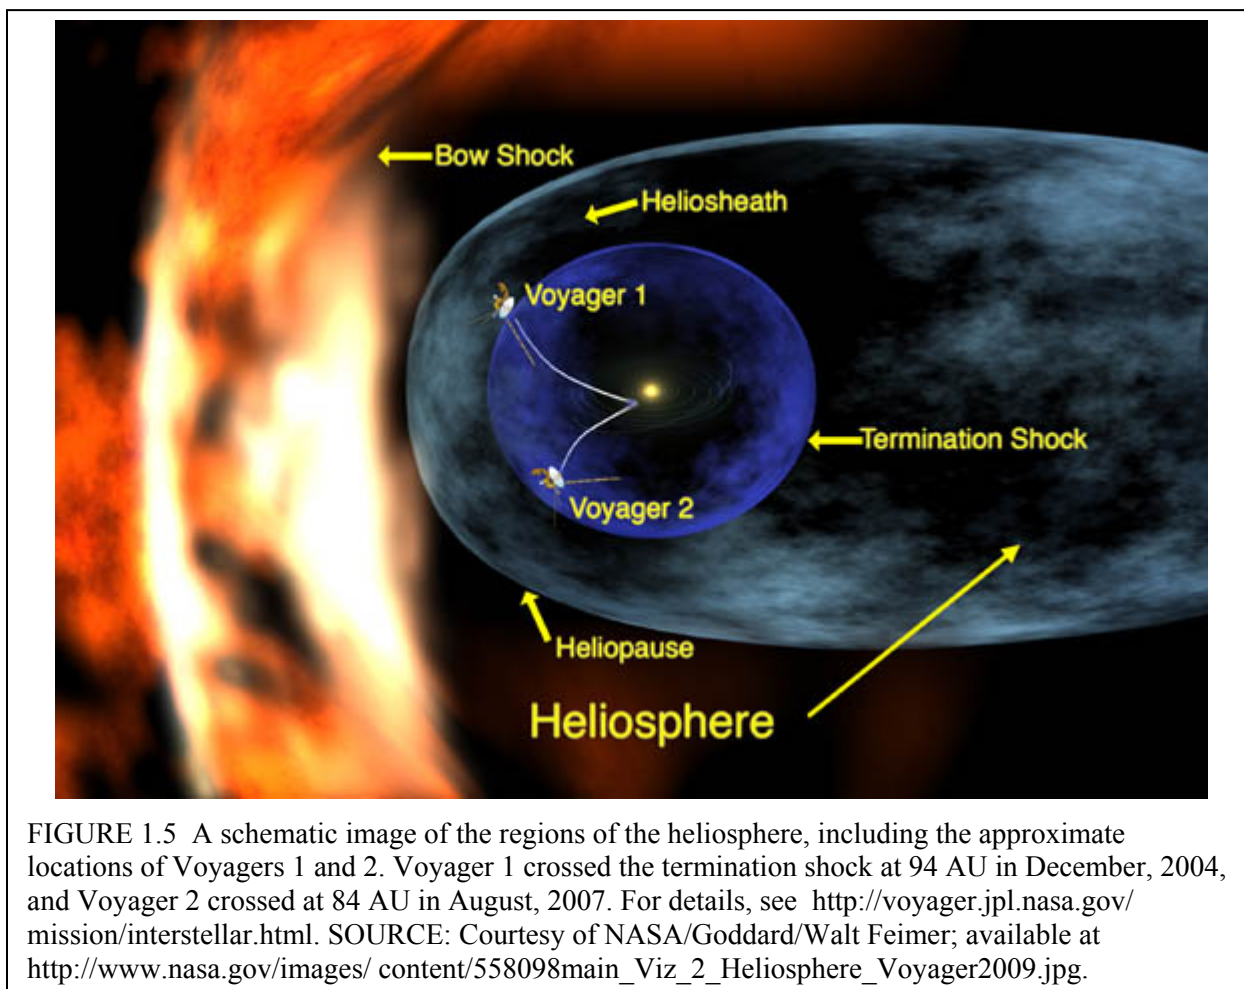 Bow Shock
Heliosheath
Voyager 1
Termination Shock
Voyager 2
Heliopause
Heliosphere
FIGURE 1.5  A schematic image of the regions of the heliosphere, including the approximate
locations of Voyagers 1 and 2. Voyager 1 crossed the termination shock at 94 AU in December, 2004,
and Voyager 2 crossed at 84 AU in August, 2007. For details, see  http://voyager.jpl.nasa.gov/
mission/interstellar.html. SOURCE: Courtesy of NASA/Goddard/Walt Feimer; available at
http://www.nasa.gov/images/ content/558098main_Viz_2_Heliosphere_Voyager2009.jpg.